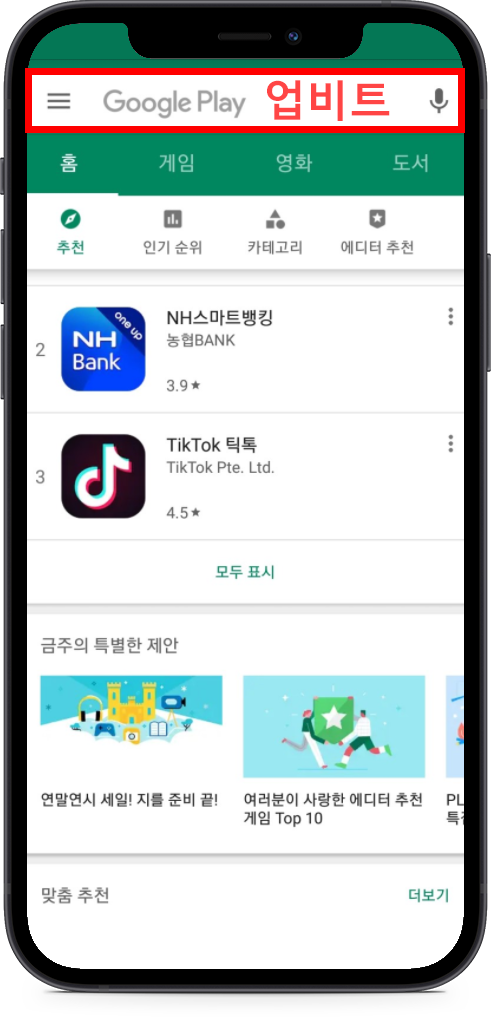 Google Play 업비트
홈 게임 영화 도서
추천 인기 순위 카테고리 에디터 추천
2
one up
NH
Bank
NH스마트뱅킹
농협BANK
3.9★
3
TikTok 틱톡
TikTok Pte. Ltd.
4.5★
모두 표시
금주의 특별한 제안
연말연시 세일! 지를 준비 끝!
여러분이 사랑한 에디터 추천
게임 Top 10
PL
맞춤 추천 더보기